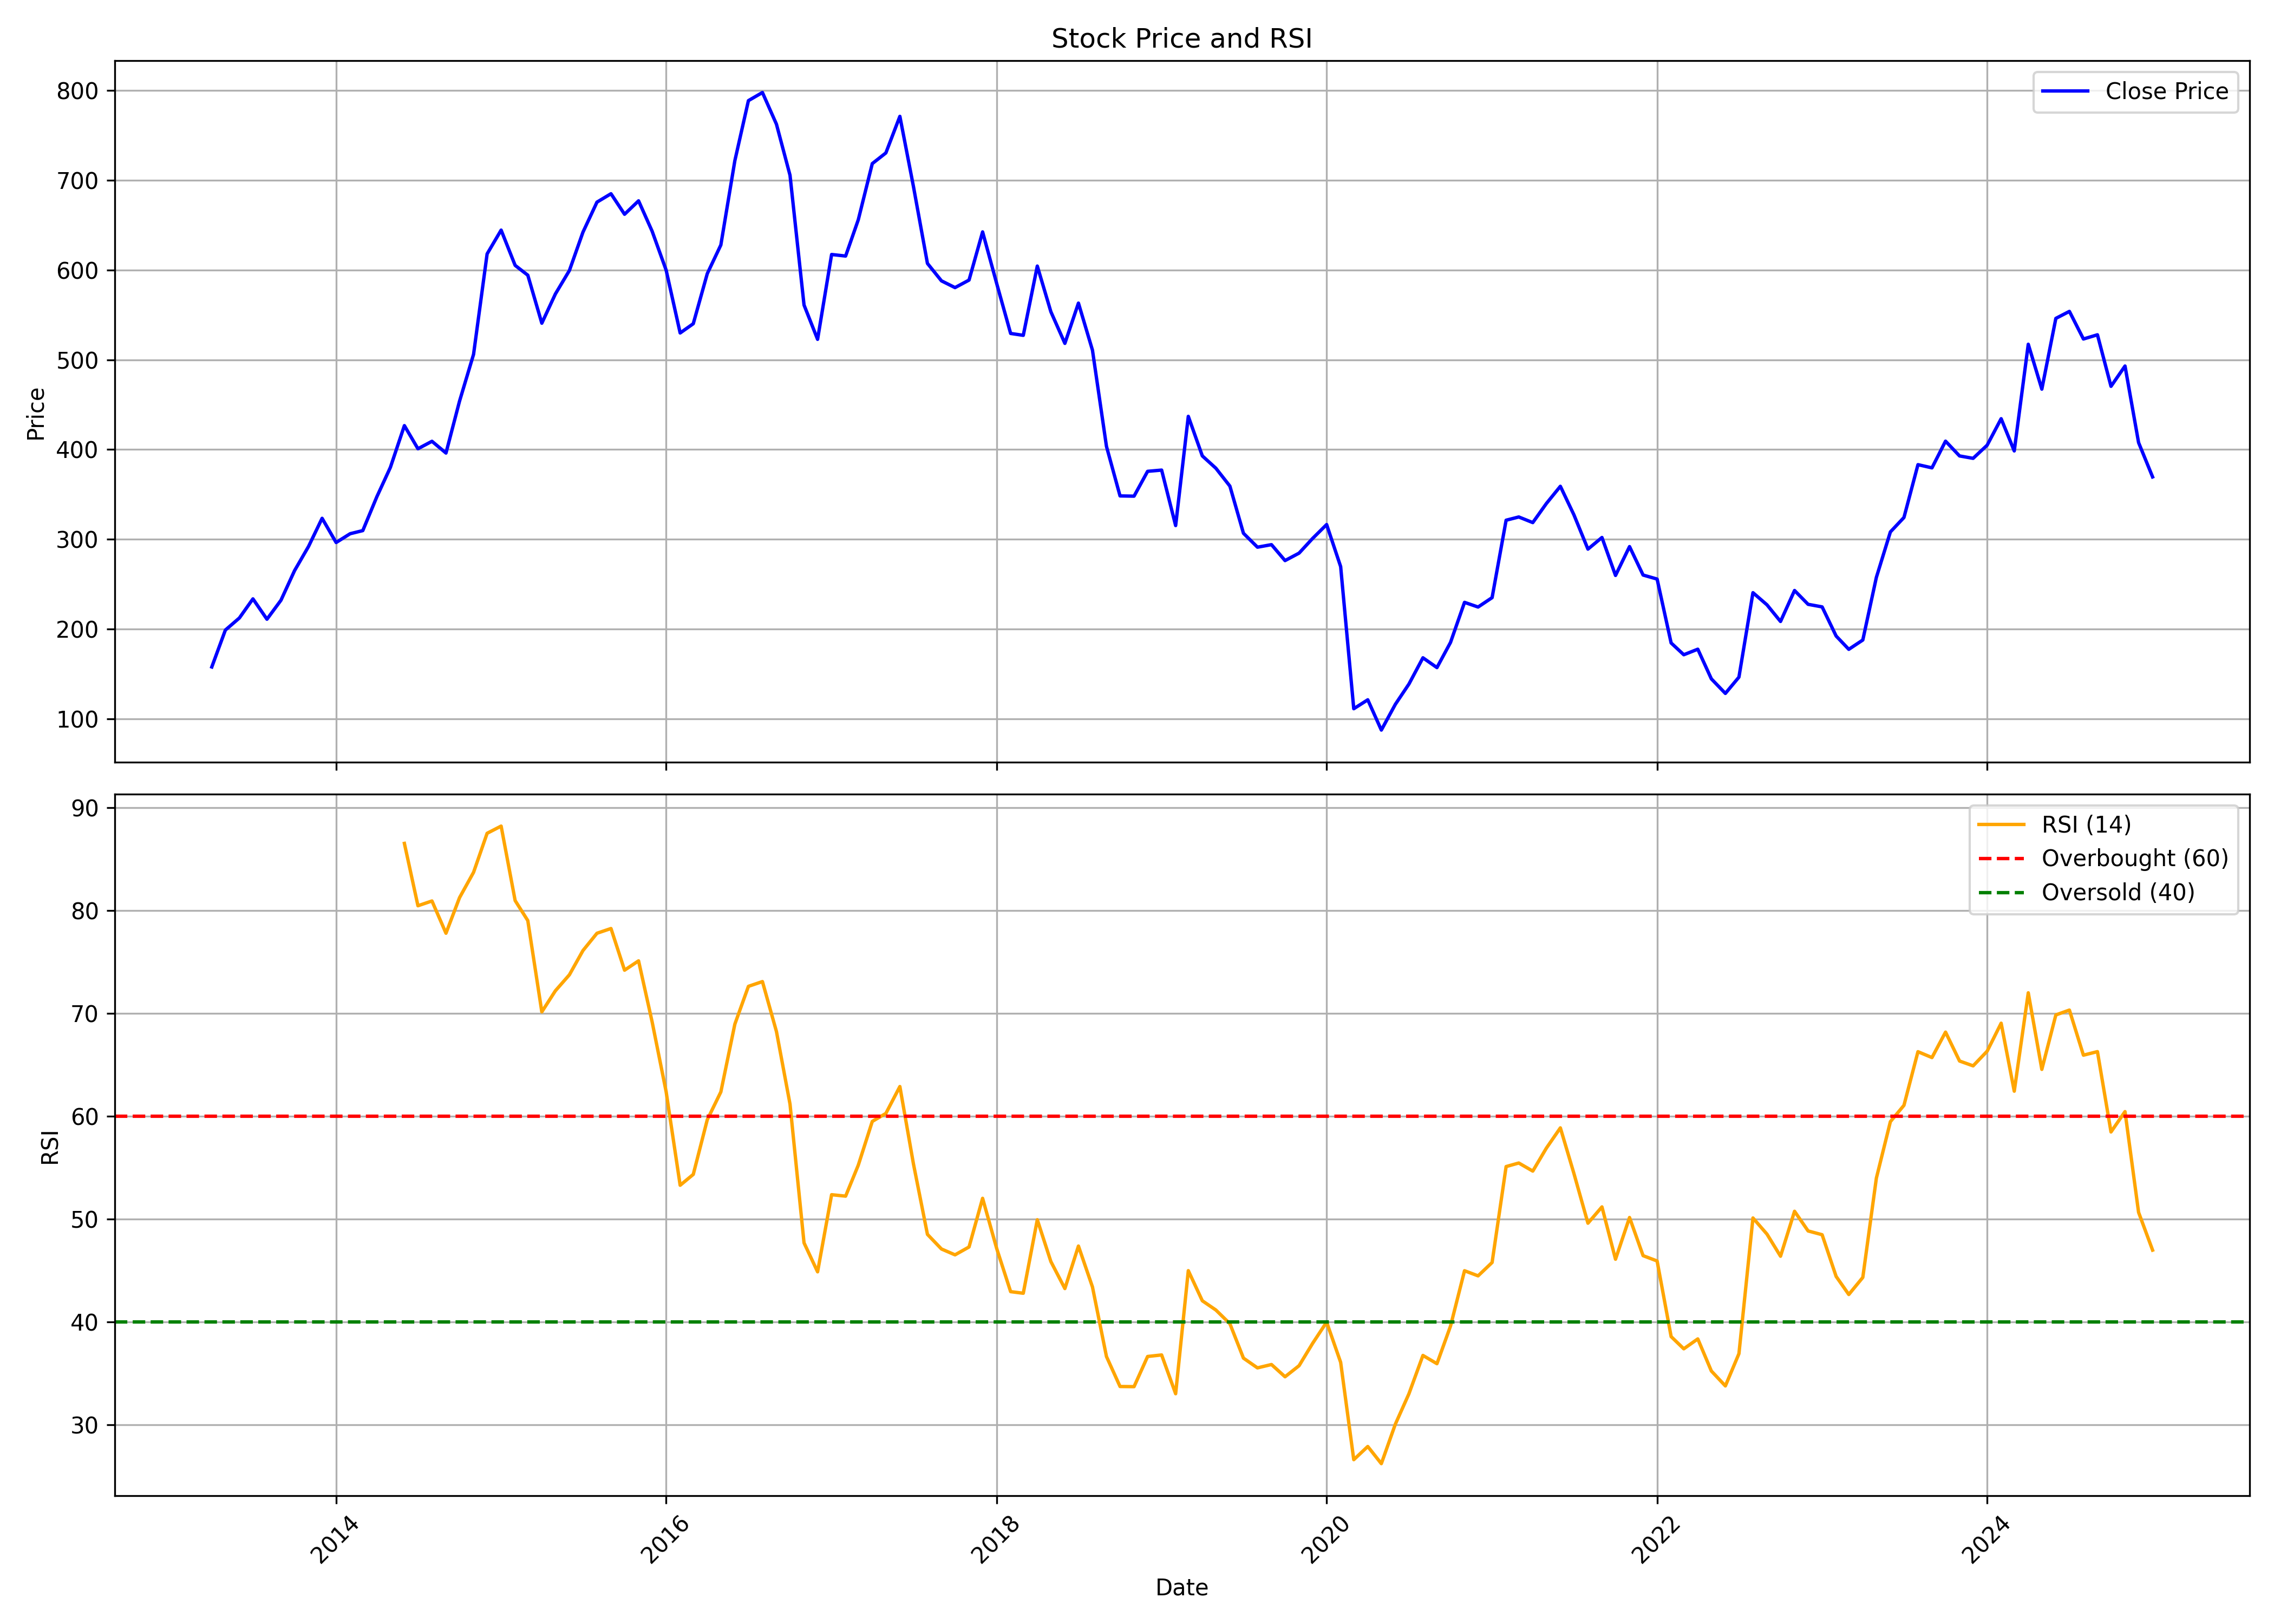 Stock Price and RSI
800
700
600
500
400
300
200
100
Price
Close Price
90
80
70
60
50
40
30
RSI
RSI (14)
Overbought (60)
Oversold (40)
2014
2016
2018
2020
2022
2024
Date